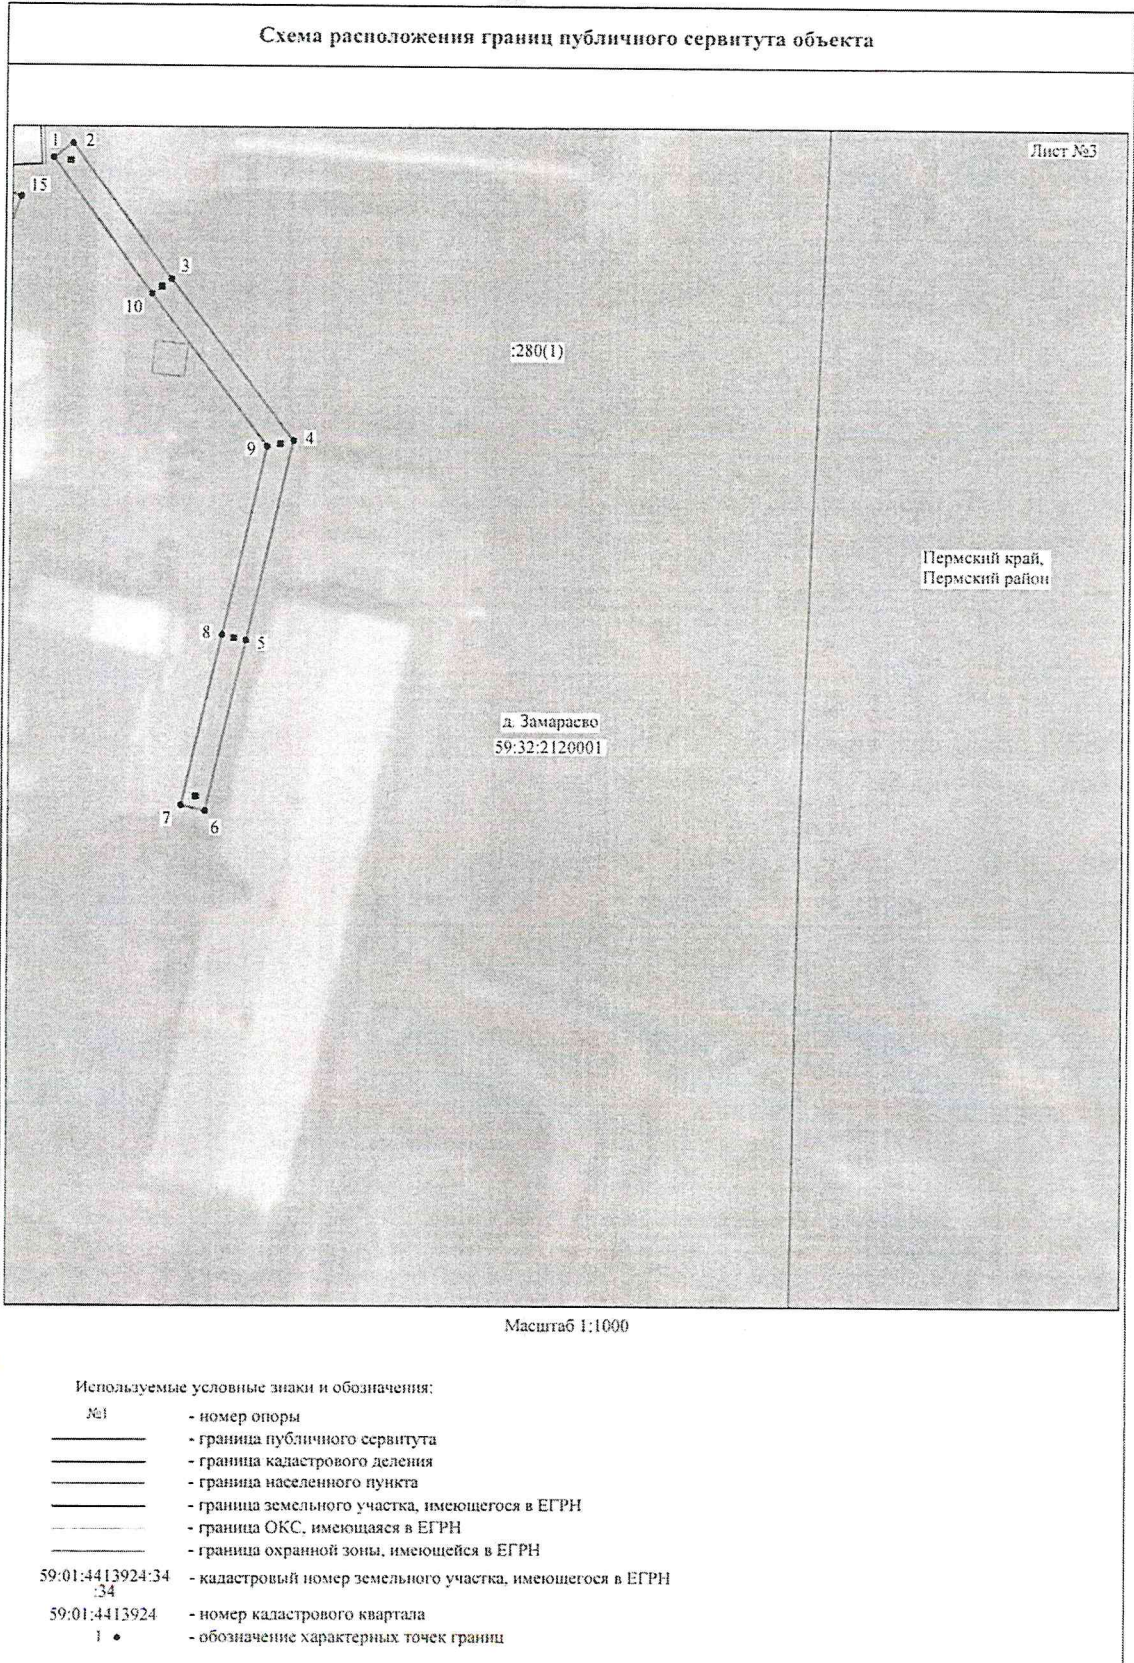 Схема расположения границ публичного сервитута объекта
Лист №3
1
2
15
3
10
:280(1)
4
9
Пермский край,
Пермский район
8
5
д. Замараево
59:32:2120001
7
6
Масштаб 1:1000
Используемые условные знаки и обозначения:
№1 - номер опоры
- граница публичного сервитута
- граница кадастрового деления
- граница населенного пункта
- граница земельного участка, имеющегося в ЕГРН
- граница ОКС, имеющаяся в ЕГРН
- граница охранной зоны, имеющейся в ЕГРН
59:01:4413924:34 - кадастровый номер земельного участка, имеющегося в ЕГРН
:34
59:01:4413924 - номер кадастрового квартала
1 - обозначение характерных точек границ